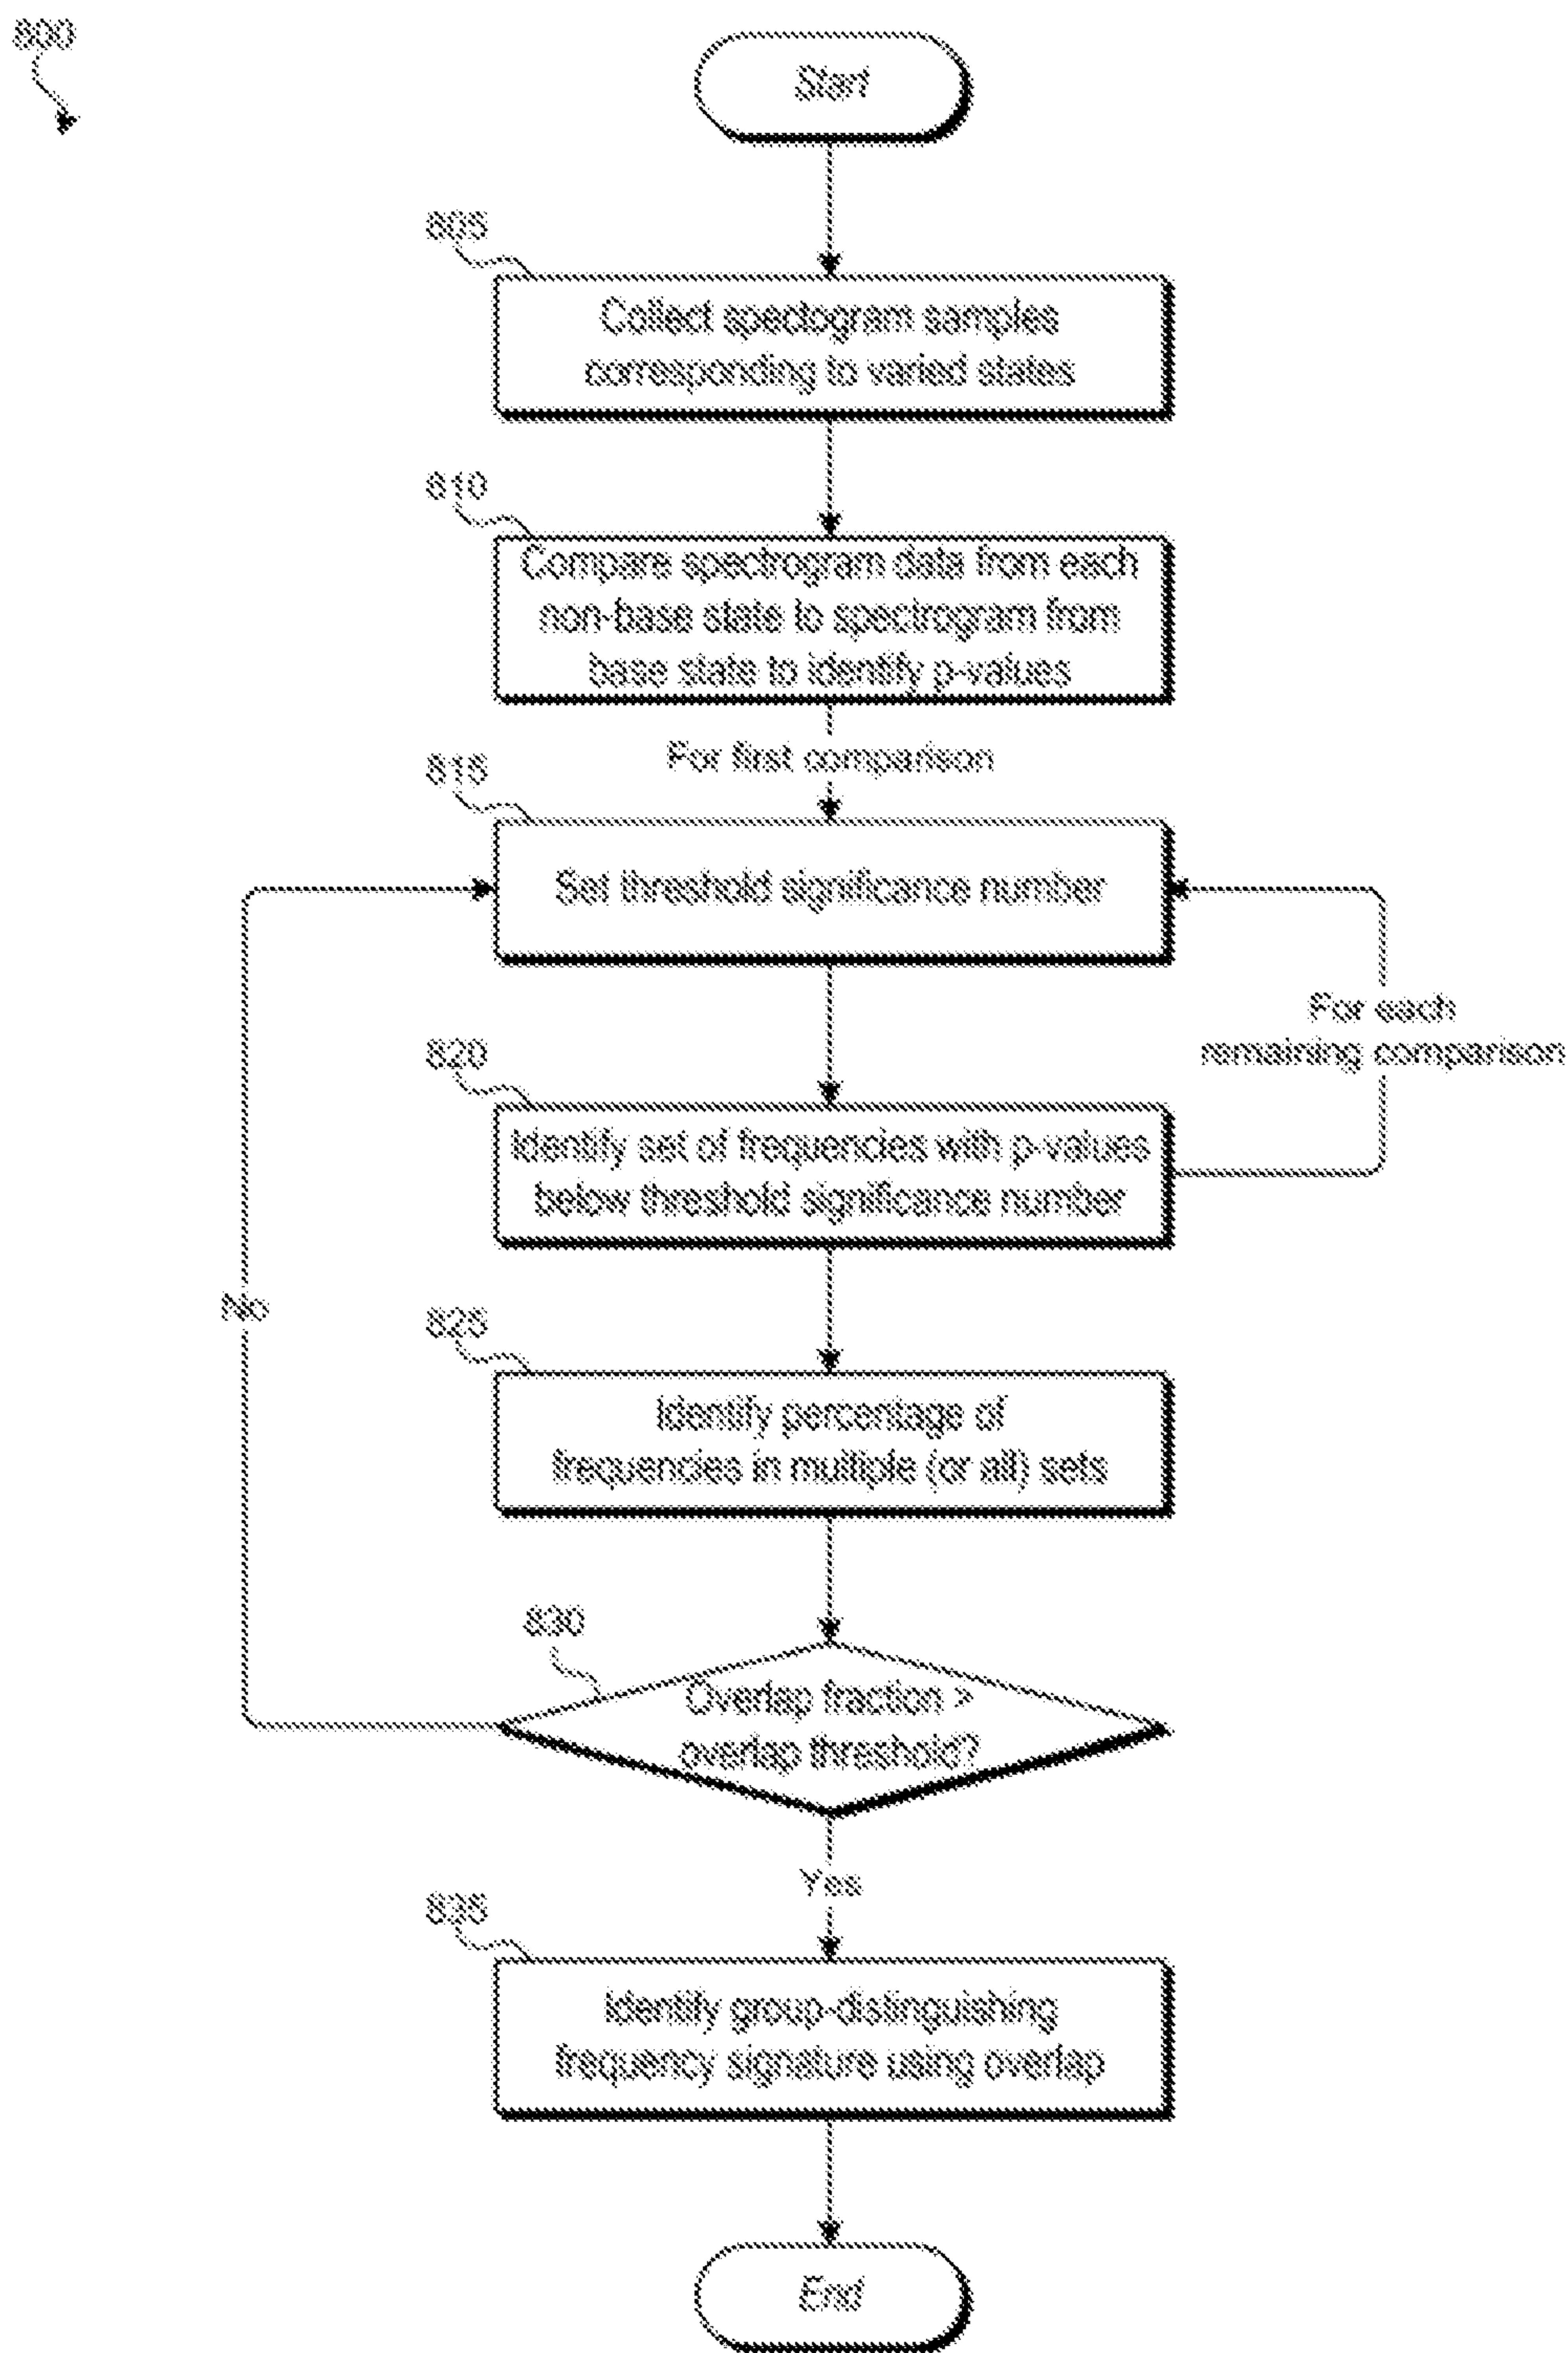 800
Start
805
Collect spectogram samples
corresponding to varied states
810
Compare spectrogram data from each
non-base state to spectrogram from
base state to identify p-values
For first comparison
815
Set threshold significance number
For each
remaining comparison
820
Identify set of frequencies with p-values
below threshold significance number
No
825
Identify percentage of
frequencies in multiple (or all) sets
830
Overlap fraction >
overlap threshold?
Yes
835
Identify group-distinguishing
frequency signature using overlap
End